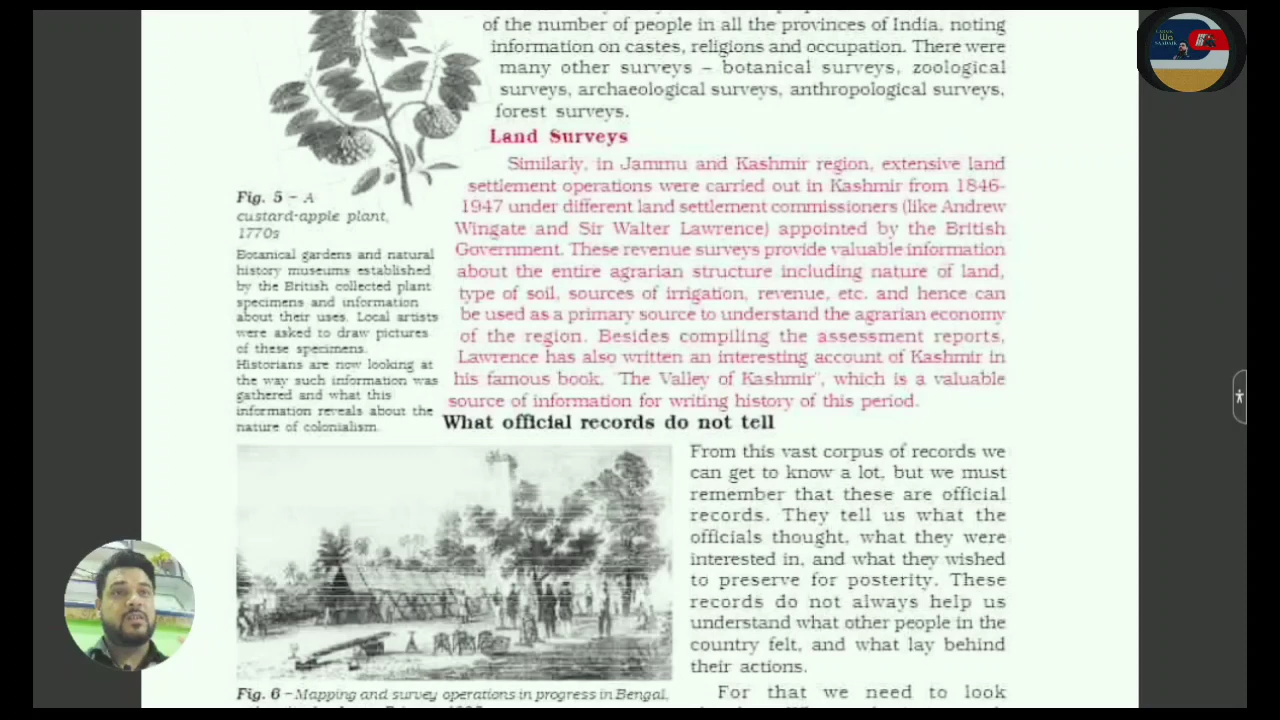 of the number of people in all the provinces of India, noting
information on castes, religions and occupation. There were
many other surveys – botanical surveys, zoological
surveys, archaeological surveys, anthropological surveys,
forest surveys.
Land Surveys
Similarly, in Jammu and Kashmir region, extensive land
settlement operations were carried out in Kashmir from 1846-
1947 under different land settlement commissioners (like Andrew
Wingate and Sir Walter Lawrence) appointed by the British
Government. These revenue surveys provide valuable information
about the entire agrarian structure including nature of land,
type of soil, sources of irrigation, revenue, etc. and hence can
be used as a primary source to understand the agrarian economy
of the region. Besides compiling the assessment reports,
Lawrence has also written an interesting account of Kashmir in
his famous book, "The Valley of Kashmir", which is a valuable
source of information for writing history of this period.
Fig. 5 – A
custard-apple plant,
1770s
Botanical gardens and natural
history museums established
by the British collected plant
specimens and information
about their uses. Local artists
were asked to draw pictures
of these specimens.
Historians are now looking at
the way such information was
gathered and what this
information reveals about the
nature of colonialism.
What official records do not tell
From this vast corpus of records we
can get to know a lot, but we must
remember that these are official
records. They tell us what the
officials thought, what they were
interested in, and what they wished
to preserve for posterity. These
records do not always help us
understand what other people in the
country felt, and what lay behind
their actions.
For that we need to look
Fig. 6 – Mapping and survey operations in progress in Bengal,